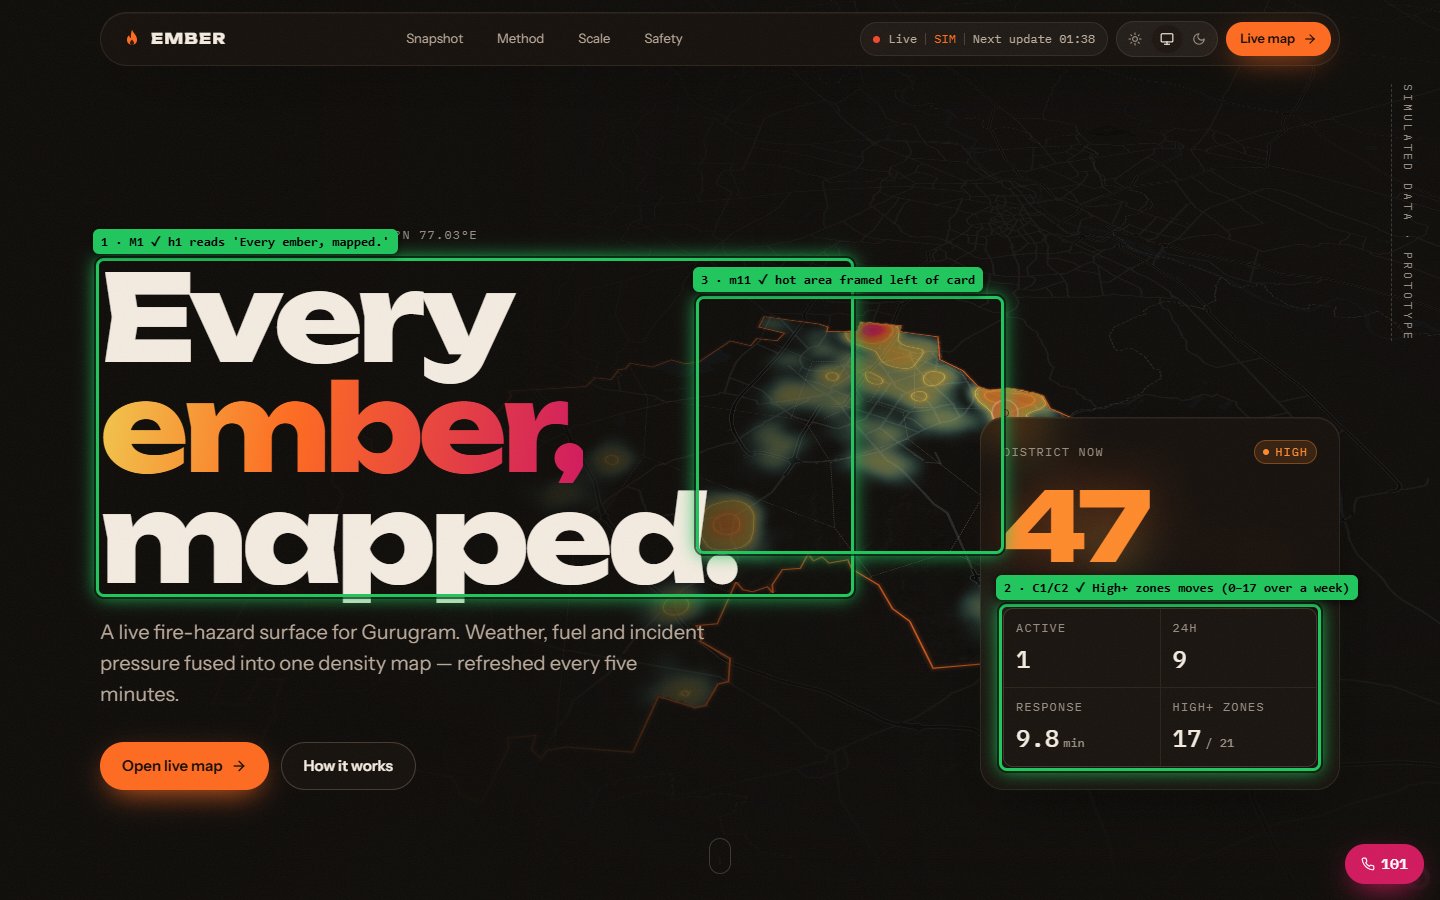 EMBER
Snapshot
Method
Scale
Safety
Live | SIM | Next update 01:38
Live map
SIMULATED DATA · PROTOTYPE
N 77.03°E
1 · M1 ✓ h1 reads 'Every ember, mapped.'
3 · m11 ✓ hot area framed left of card
Every
ember,
mapped.
DISTRICT NOW
HIGH
47
2 · C1/C2 ✓ High+ zones moves (0–17 over a week)
ACTIVE
1
24H
9
RESPONSE
9.8 min
HIGH+ ZONES
17 / 21
A live fire-hazard surface for Gurugram. Weather, fuel and incident
pressure fused into one density map — refreshed every five
minutes.
Open live map
How it works
101